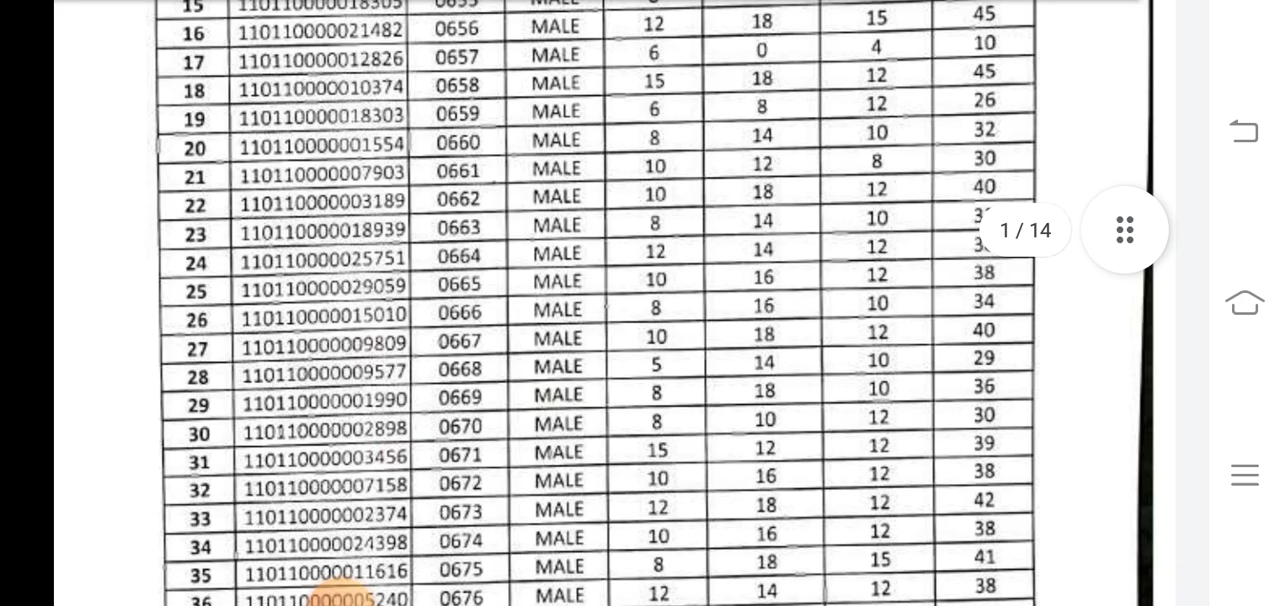 15 110110000018305 0655 MALE
16 110110000021482 0656 MALE 12 18 15 45
17 110110000012826 0657 MALE 6 0 4 10
18 110110000010374 0658 MALE 15 18 12 45
19 110110000018303 0659 MALE 6 8 12 26
20 110110000001554 0660 MALE 8 14 10 32
21 110110000007903 0661 MALE 10 12 8 30
22 110110000003189 0662 MALE 10 18 12 40
23 110110000018939 0663 MALE 8 14 10
24 110110000025751 0664 MALE 12 14 12
1 / 14
25 110110000029059 0665 MALE 10 16 12 38
26 110110000015010 0666 MALE 8 16 10 34
27 110110000009809 0667 MALE 10 18 12 40
28 110110000009577 0668 MALE 5 14 10 29
29 110110000001990 0669 MALE 8 18 10 36
30 110110000002898 0670 MALE 8 10 12 30
31 110110000003456 0671 MALE 15 12 12 39
32 110110000007158 0672 MALE 10 16 12 38
33 110110000002374 0673 MALE 12 18 12 42
34 110110000024398 0674 MALE 10 16 12 38
35 110110000011616 0675 MALE 8 18 15 41
36 110110000005240 0676 MALE 12 14 12 38